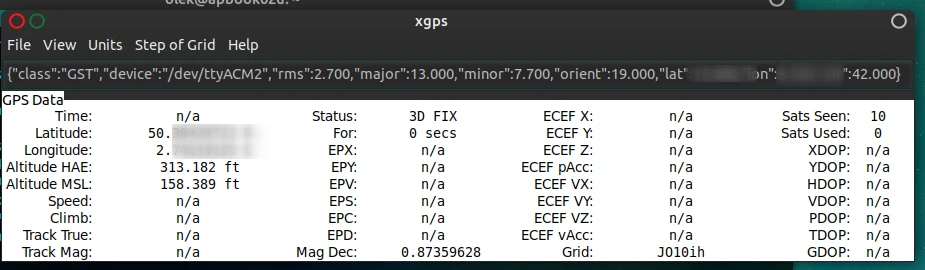 olek@apbook02a: ~
xgps
File View Units Step of Grid Help
{"class":"GST","device":"/dev/ttyACM2","rms":2.700,"major":13.000,"minor":7.700,"orient":19.000,"lat" on": ":42.000}
GPS Data
Time: n/a Status: 3D FIX ECEF X: n/a Sats Seen: 10
Latitude: 50. For: 0 secs ECEF Y: n/a Sats Used: 0
Longitude: 2. EPX: n/a ECEF Z: n/a XDOP: n/a
Altitude HAE: 313.182 ft EPY: n/a ECEF pAcc: n/a YDOP: n/a
Altitude MSL: 158.389 ft EPV: n/a ECEF VX: n/a HDOP: n/a
Speed: n/a EPS: n/a ECEF VY: n/a VDOP: n/a
Climb: n/a EPC: n/a ECEF VZ: n/a PDOP: n/a
Track True: n/a EPD: n/a ECEF vAcc: n/a TDOP: n/a
Track Mag: n/a Mag Dec: 0.87359628 Grid: JO10ih GDOP: n/a